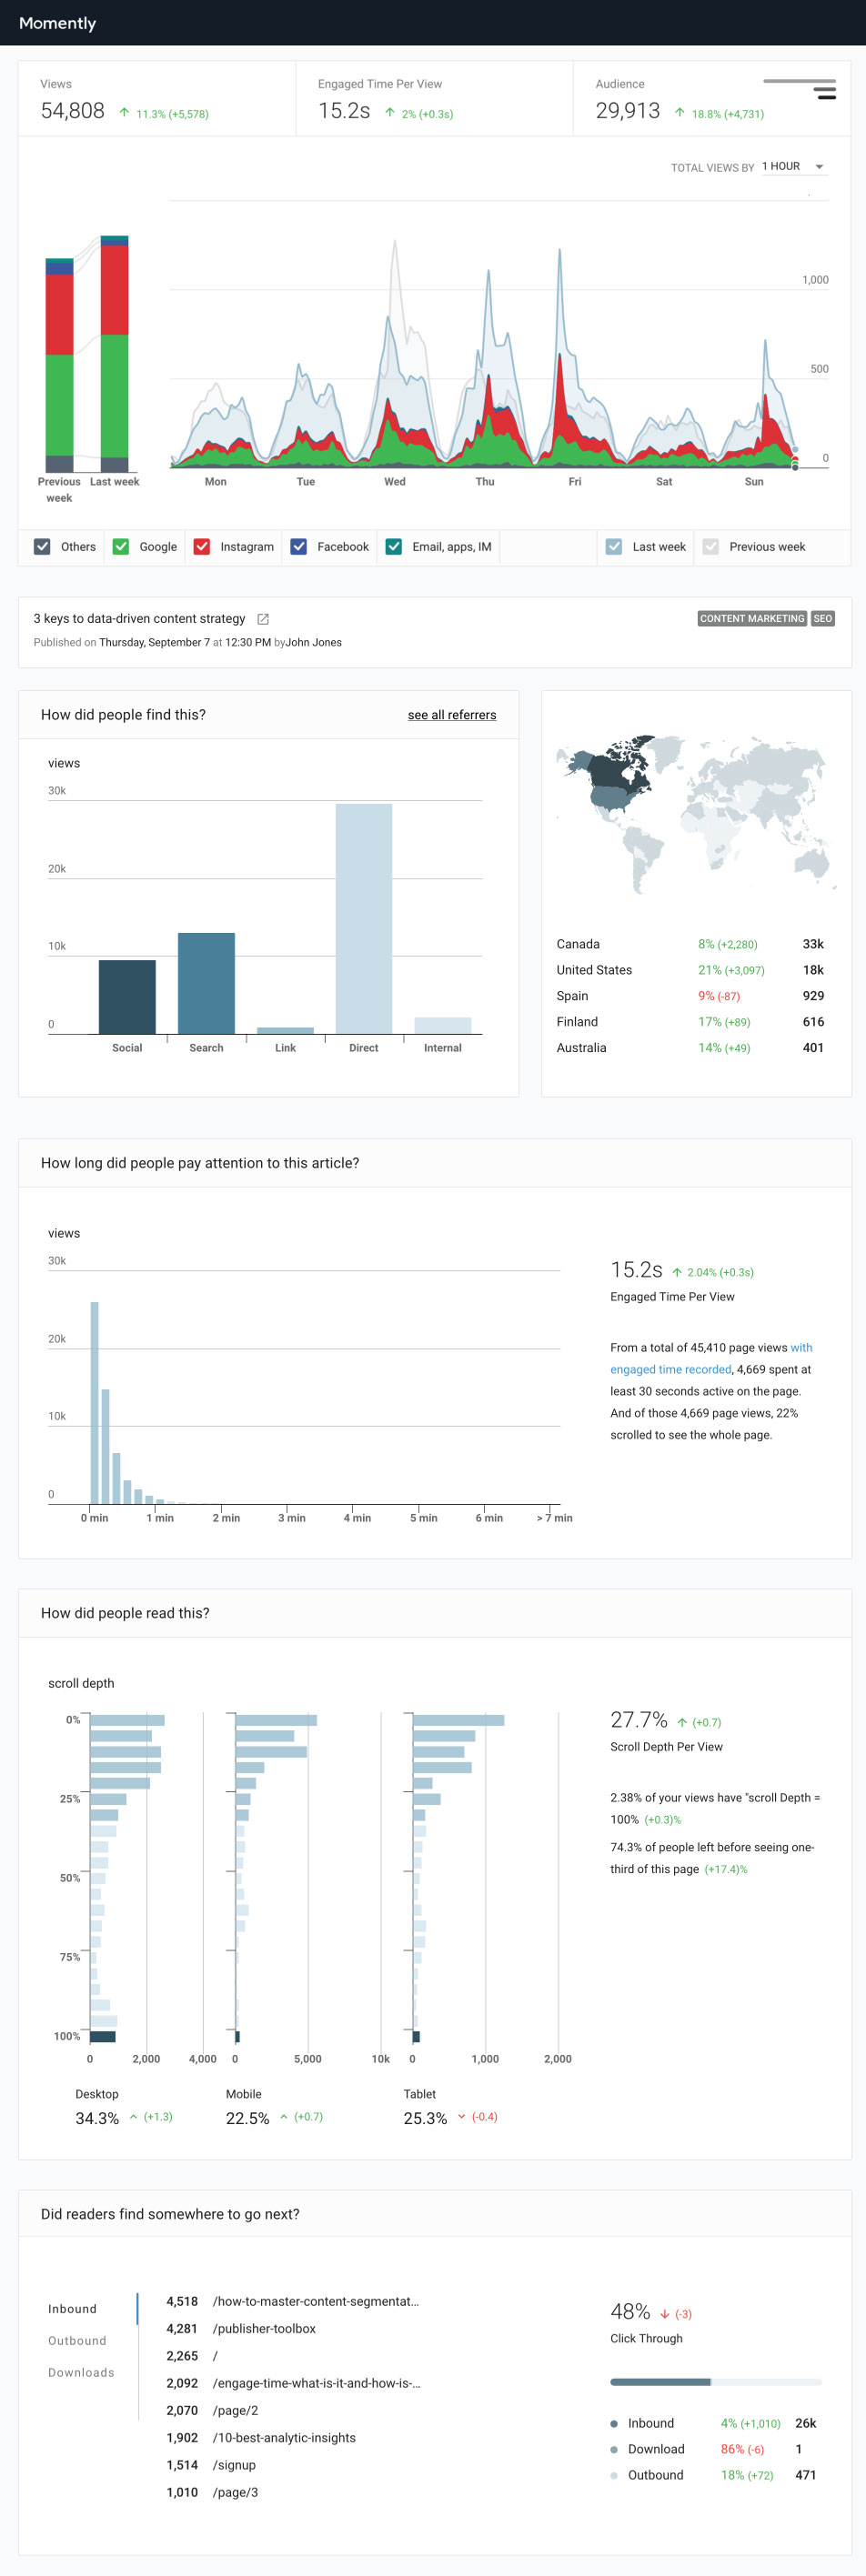 Momently
Views
54,808 11.3% (+5,578)
Engaged Time Per View
15.2s 2% (+0.3s)
Audience
29,913 18.8% (+4,731)
TOTAL VIEWS BY 1 HOUR
1,000
500
0
Previous week
Last week
Mon Tue Wed Thu Fri Sat Sun
Others Google Instagram Facebook Email, apps, IM Last week Previous week
3 keys to data-driven content strategy
CONTENT MARKETING SEO
Published on Thursday, September 7 at 12:30 PM byJohn Jones
How did people find this? see all referrers
views
30k
20k
10k
0
Social Search Link Direct Internal
Canada 8% (+2,280) 33k
United States 21% (+3,097) 18k
Spain 9% (-87) 929
Finland 17% (+89) 616
Australia 14% (+49) 401
How long did people pay attention to this article?
views
30k
20k
10k
0
0 min 1 min 2 min 3 min 4 min 5 min 6 min > 7 min
15.2s 2.04% (+0.3s)
Engaged Time Per View
From a total of 45,410 page views with
engaged time recorded, 4,669 spent at
least 30 seconds active on the page.
And of those 4,669 page views, 22%
scrolled to see the whole page.
How did people read this?
scroll depth
0%
25%
50%
75%
100%
0 2,000 4,000 0 5,000 10k 0 1,000 2,000
Desktop
34.3% (+1.3)
Mobile
22.5% (+0.7)
Tablet
25.3% (-0.4)
27.7% (+0.7)
Scroll Depth Per View
2.38% of your views have "scroll Depth =
100% (+0.3)%
74.3% of people left before seeing one-
third of this page (+17.4)%
Did readers find somewhere to go next?
Inbound
Outbound
Downloads
4,518 /how-to-master-content-segmentat...
4,281 /publisher-toolbox
2,265 /
2,092 /engage-time-what-is-it-and-how-is-...
2,070 /page/2
1,902 /10-best-analytic-insights
1,514 /signup
1,010 /page/3
48% (-3)
Click Through
Inbound 4% (+1,010) 26k
Download 86% (-6) 1
Outbound 18% (+72) 471